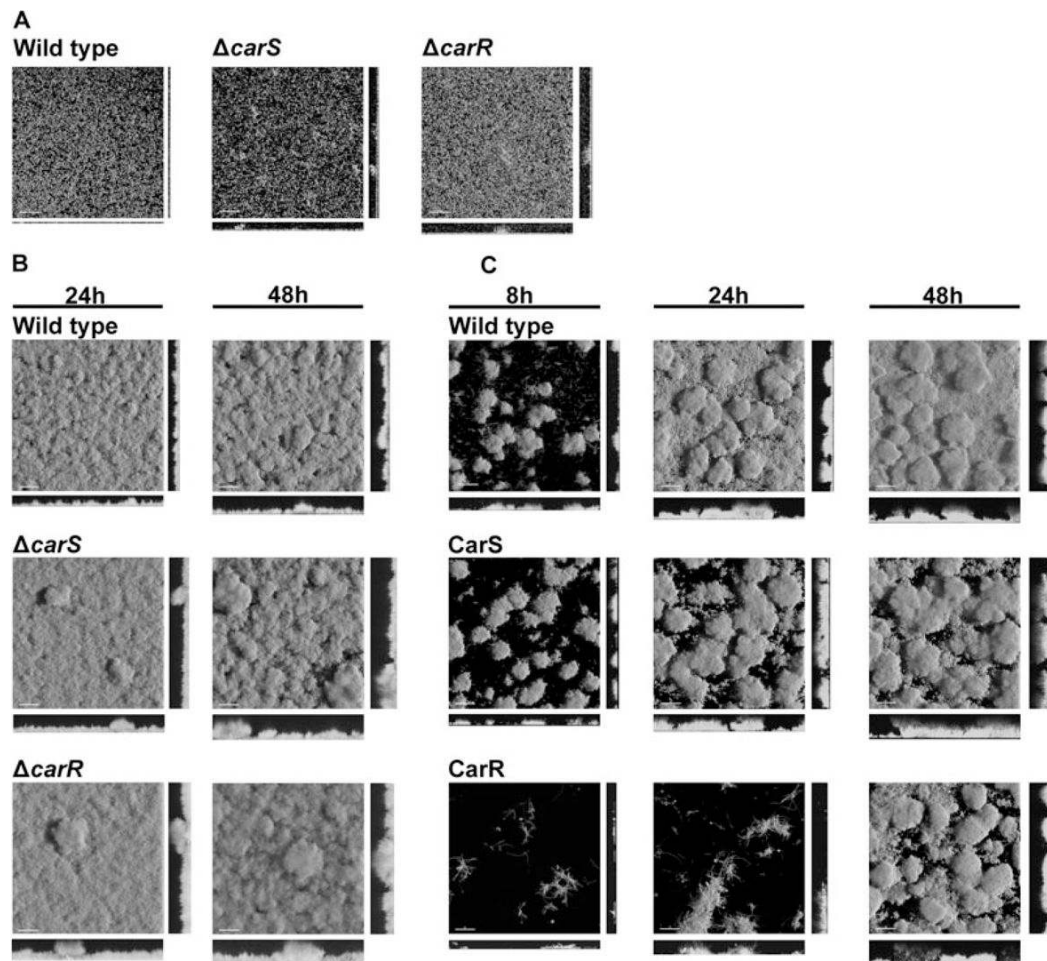 A
Wild type ΔcarS ΔcarR
B C
24h 48h 8h 24h 48h
Wild type Wild type
ΔcarS CarS
ΔcarR CarR